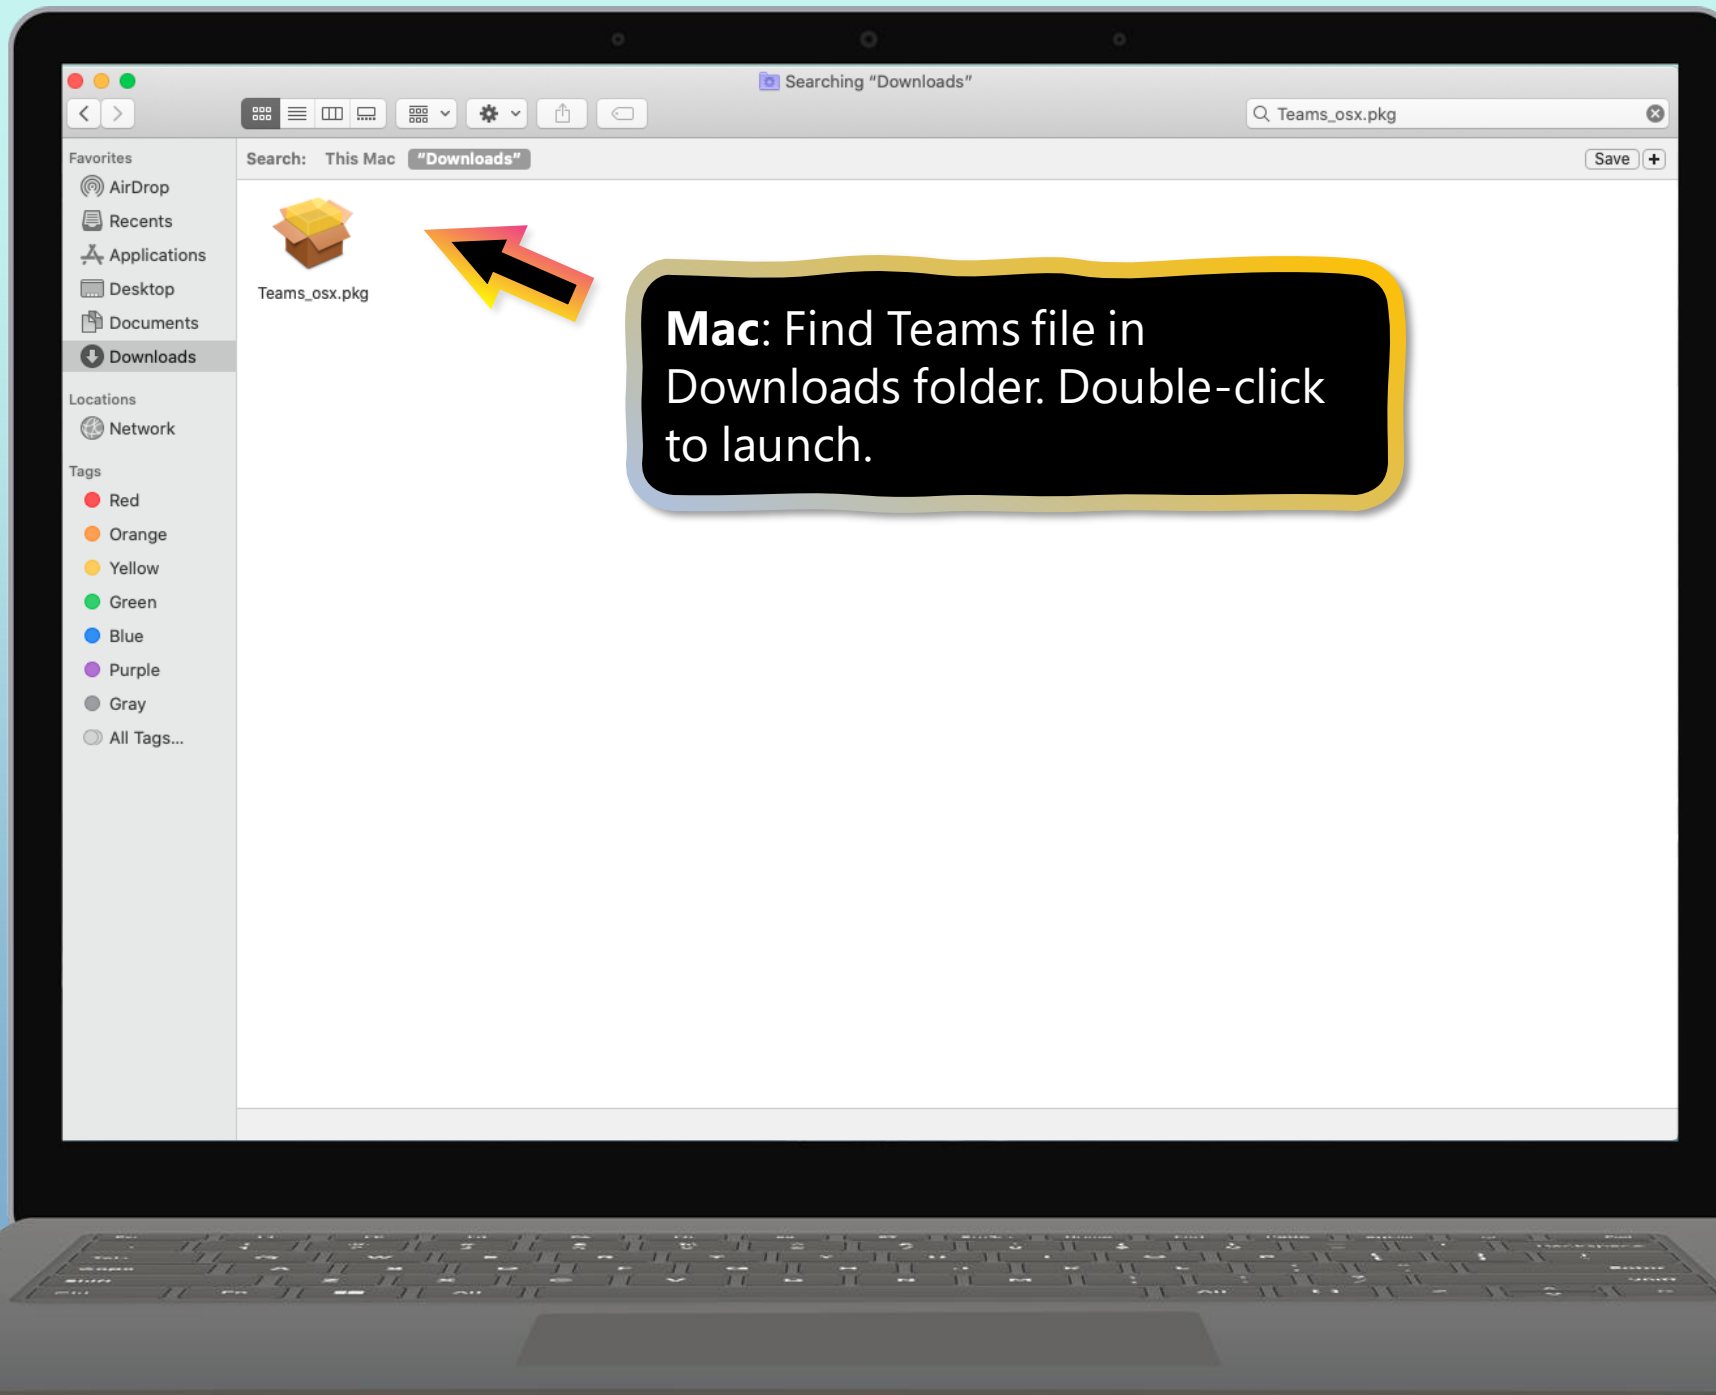 Searching “Downloads”
Teams_osx.pkg
Favorites
Search: This Mac “Downloads”
Save +
AirDrop
Recents
Applications
Desktop
Documents
Downloads
Locations
Network
Tags
Red
Orange
Yellow
Green
Blue
Purple
Gray
All Tags...
Teams_osx.pkg
Mac: Find Teams file in
Downloads folder. Double-click
to launch.